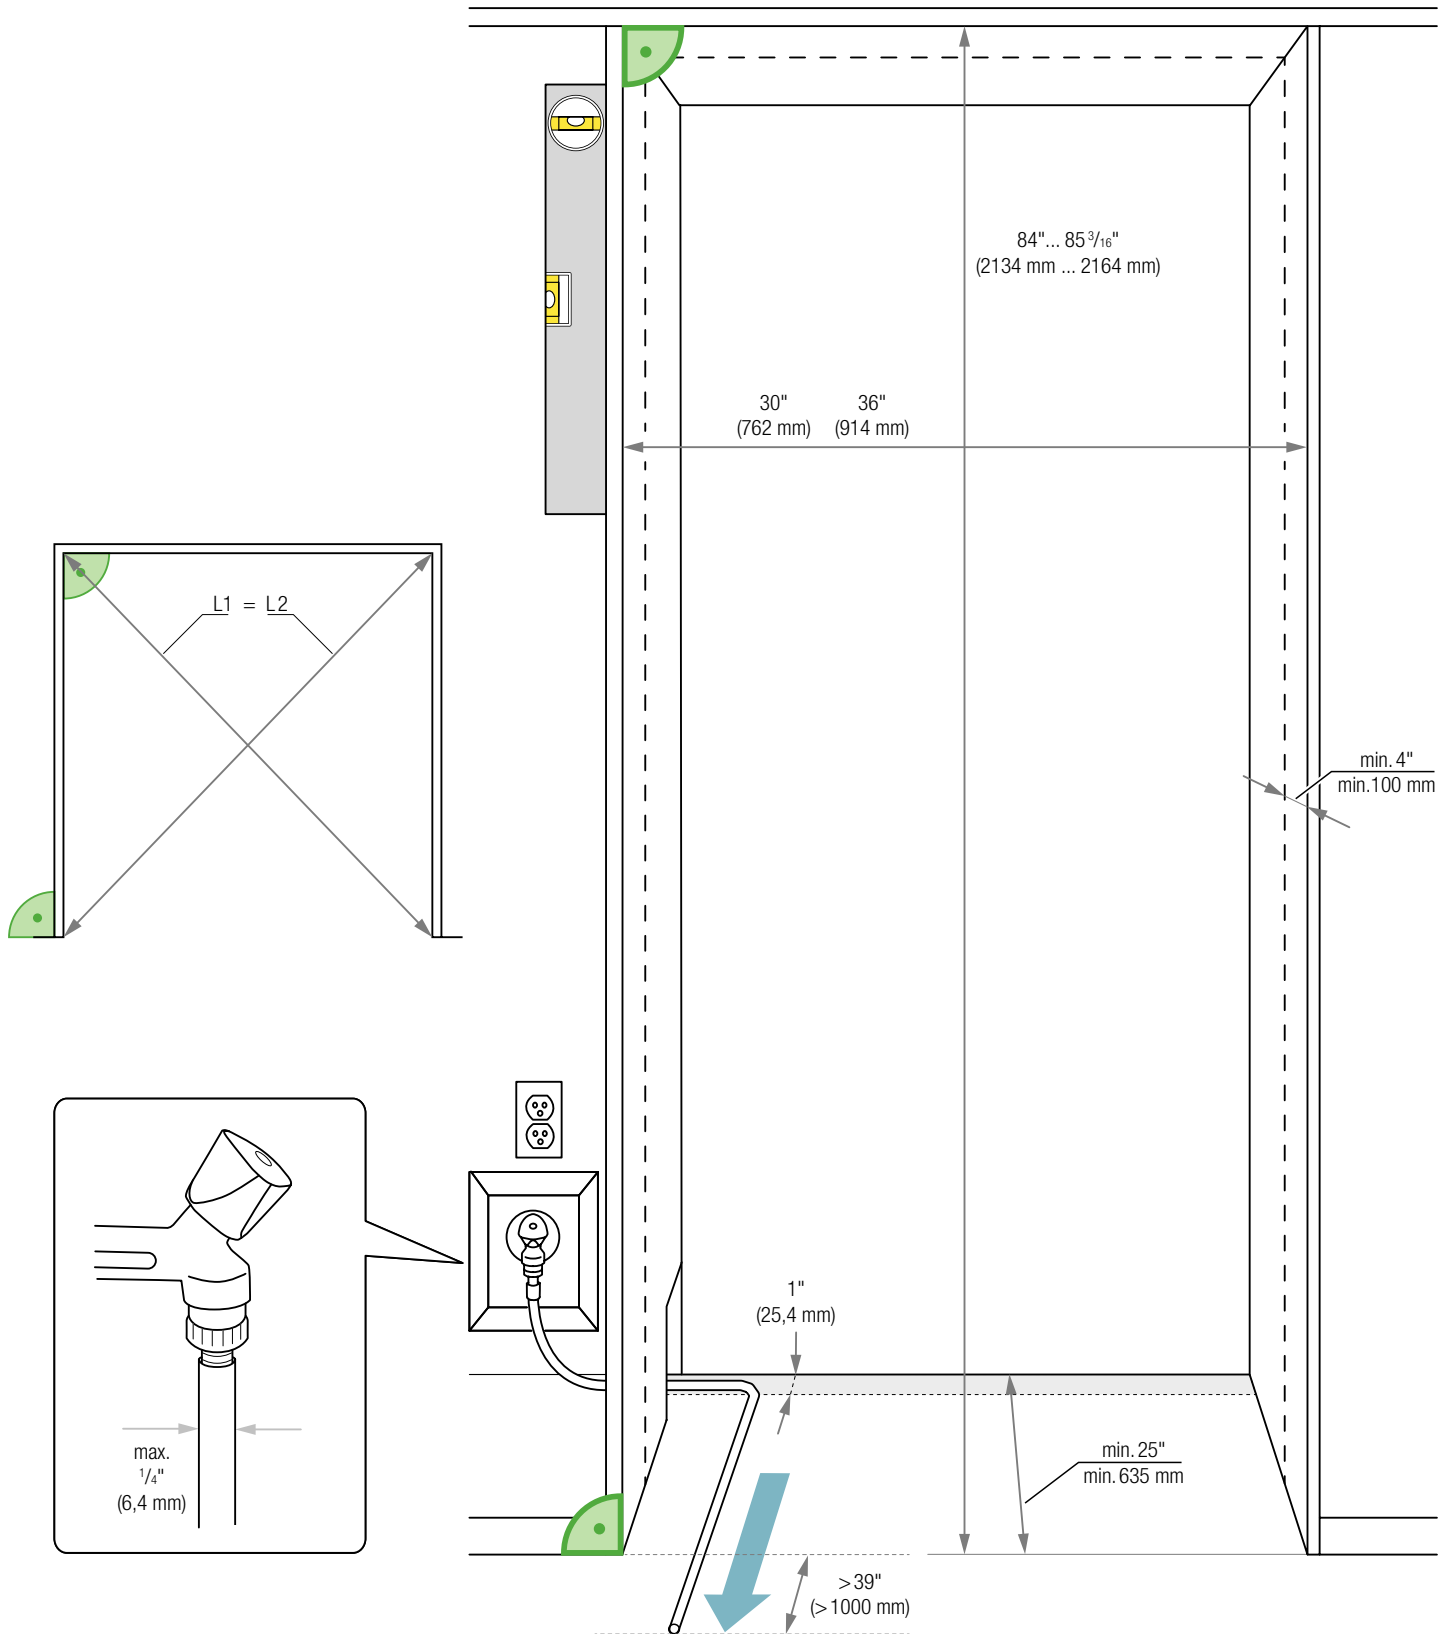 84"... 85 3/16"
(2134 mm ... 2164 mm)
30" 36"
(762 mm) (914 mm)
L1 = L2
min. 4"
min.100 mm
1"
(25,4 mm)
max.
1/4"
(6,4 mm)
min. 25"
min. 635 mm
>39"
(>1000 mm)